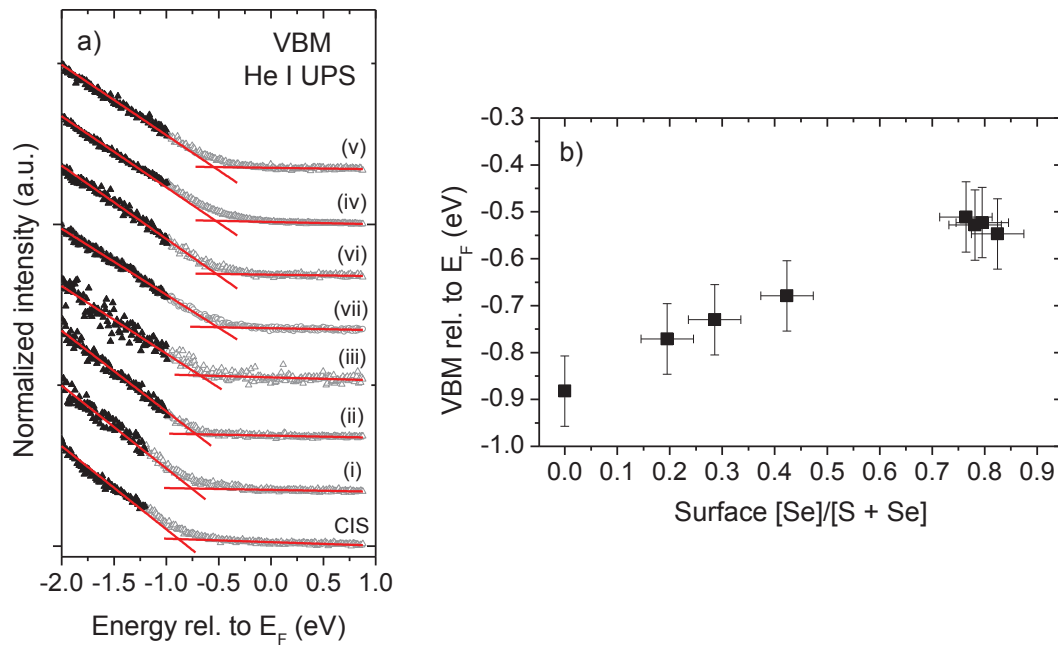 a)
VBM
He I UPS
(v)
(iv)
(vi)
(vii)
(iii)
(ii)
(i)
CIS
Normalized intensity (a.u.)
-2.0 -1.5 -1.0 -0.5 0.0 0.5 1.0
Energy rel. to E_F (eV)
b)
-0.3
-0.4
-0.5
-0.6
-0.7
-0.8
-0.9
-1.0
VBM rel. to E_F (eV)
0.0 0.1 0.2 0.3 0.4 0.5 0.6 0.7 0.8 0.9
Surface [Se]/[S + Se]